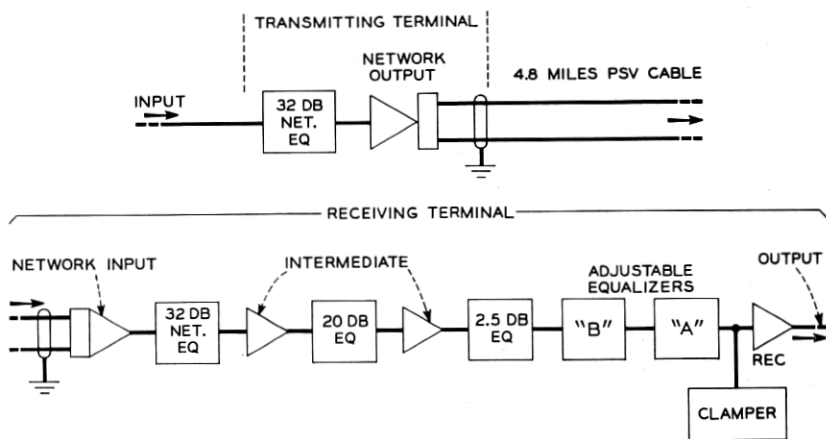 TRANSMITTING TERMINAL
NETWORK
OUTPUT
4.8 MILES PSV CABLE
INPUT
32 DB
NET.
EQ
RECEIVING TERMINAL
NETWORK INPUT
INTERMEDIATE
ADJUSTABLE
EQUALIZERS
OUTPUT
32 DB
NET.
EQ
20 DB
EQ
2.5 DB
EQ
"B"
"A"
REC
CLAMPER